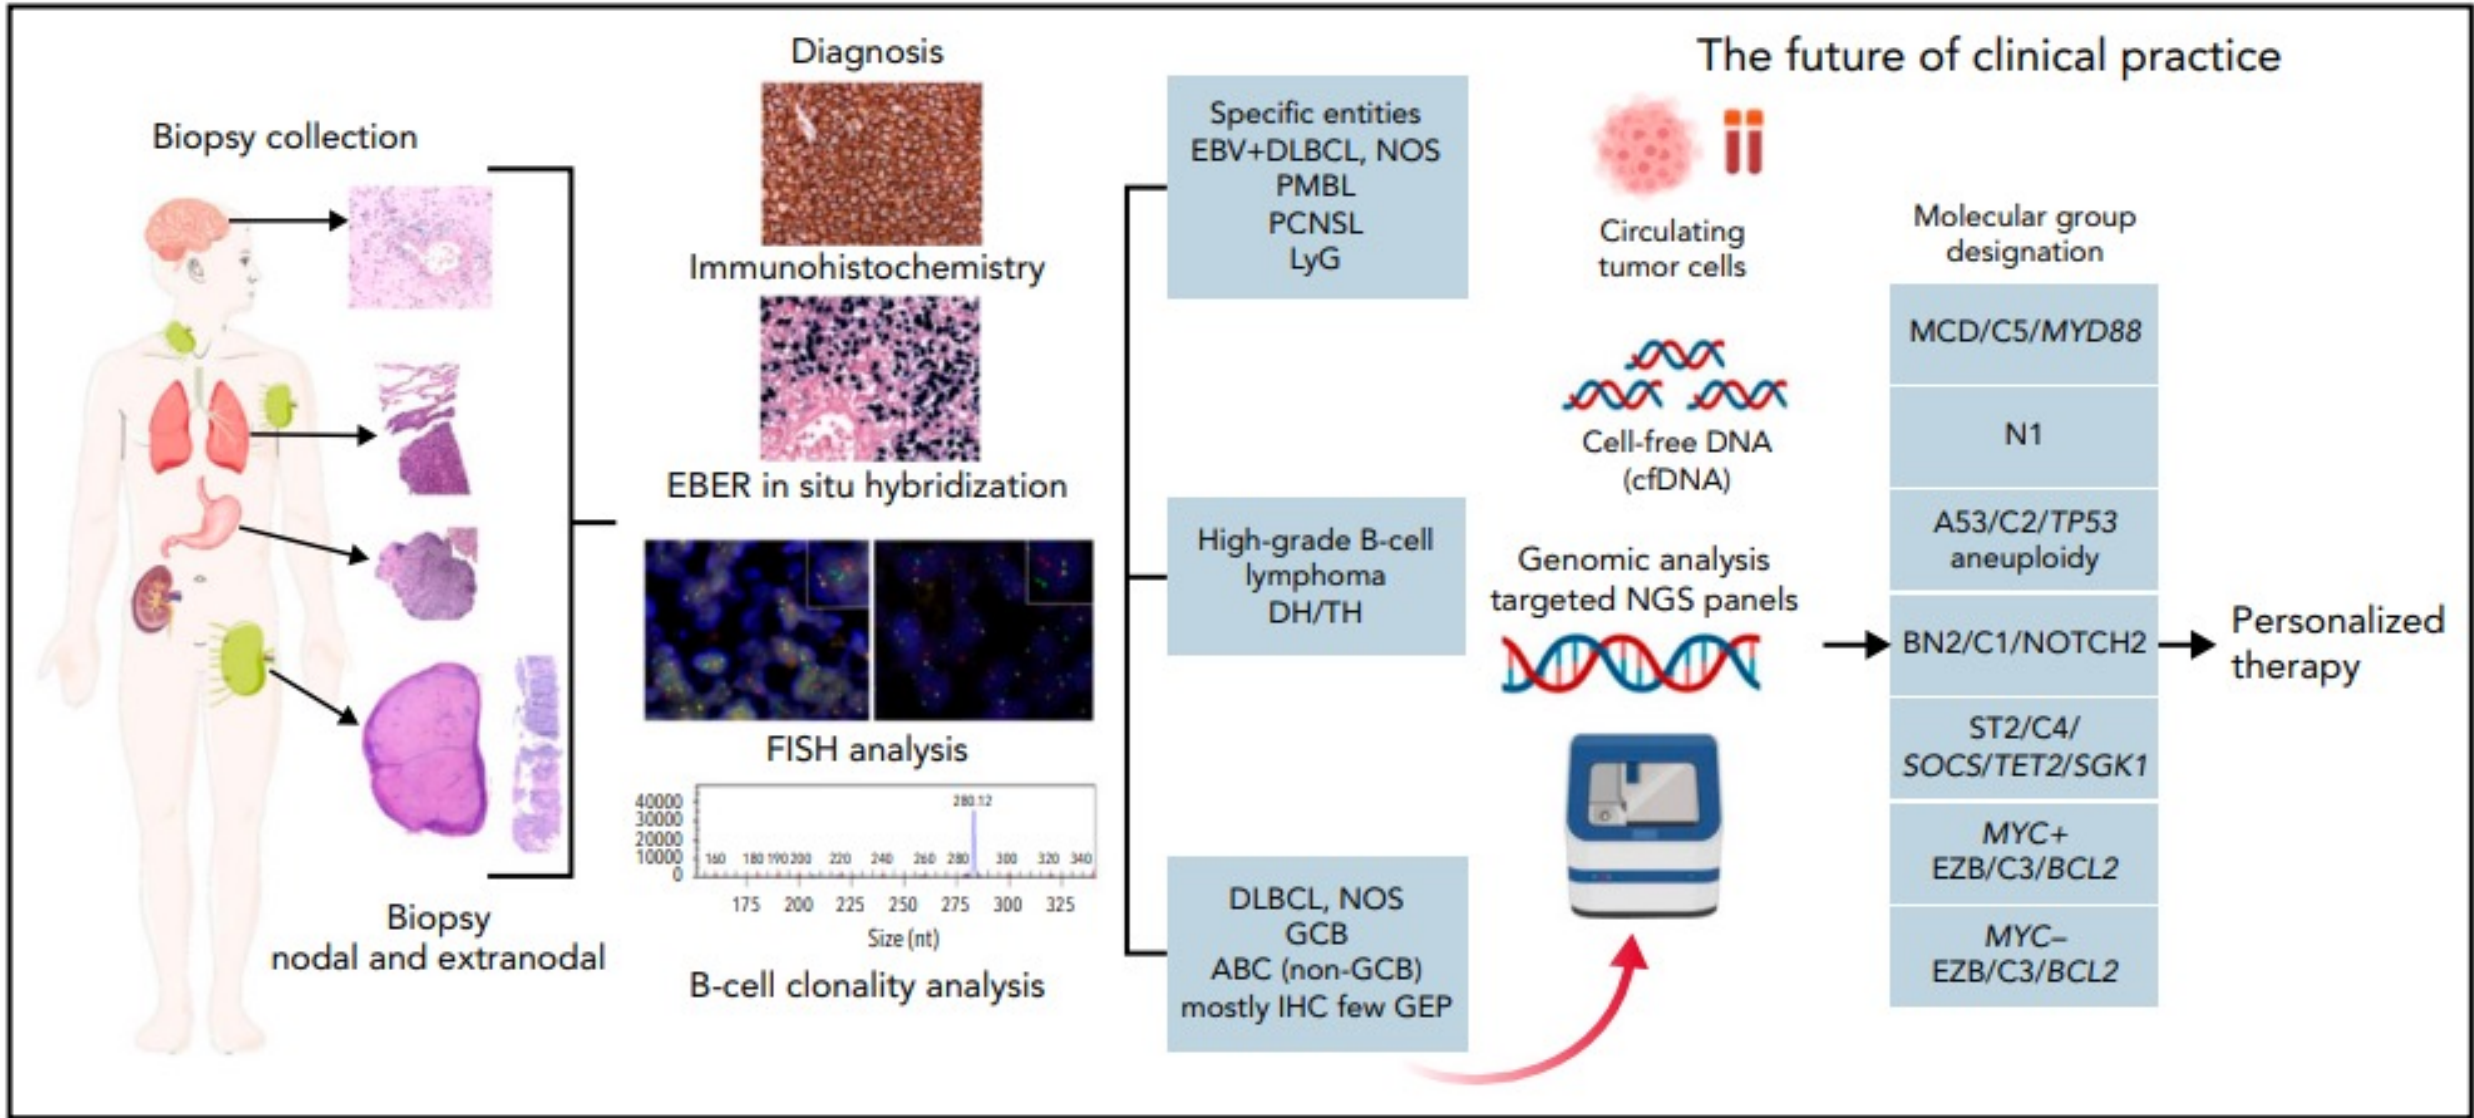 Biopsy collection
Biopsy
nodal and extranodal
Diagnosis
Immunohistochemistry
EBER in situ hybridization
FISH analysis
280.12
40000
30000
20000
10000
0
160 180 190 200 220 240 260 280 300 320 340
175 200 225 250 275 300 325
Size (nt)
B-cell clonality analysis
Specific entities
EBV+DLBCL, NOS
PMBL
PCNSL
LyG
High-grade B-cell
lymphoma
DH/TH
DLBCL, NOS
GCB
ABC (non-GCB)
mostly IHC few GEP
The future of clinical practice
Circulating
tumor cells
Cell-free DNA
(cfDNA)
Genomic analysis
targeted NGS panels
Molecular group
designation
MCD/C5/MYD88
N1
A53/C2/TP53
aneuploidy
BN2/C1/NOTCH2
ST2/C4/
SOCS/TET2/SGK1
MYC+
EZB/C3/BCL2
MYC–
EZB/C3/BCL2
Personalized
therapy